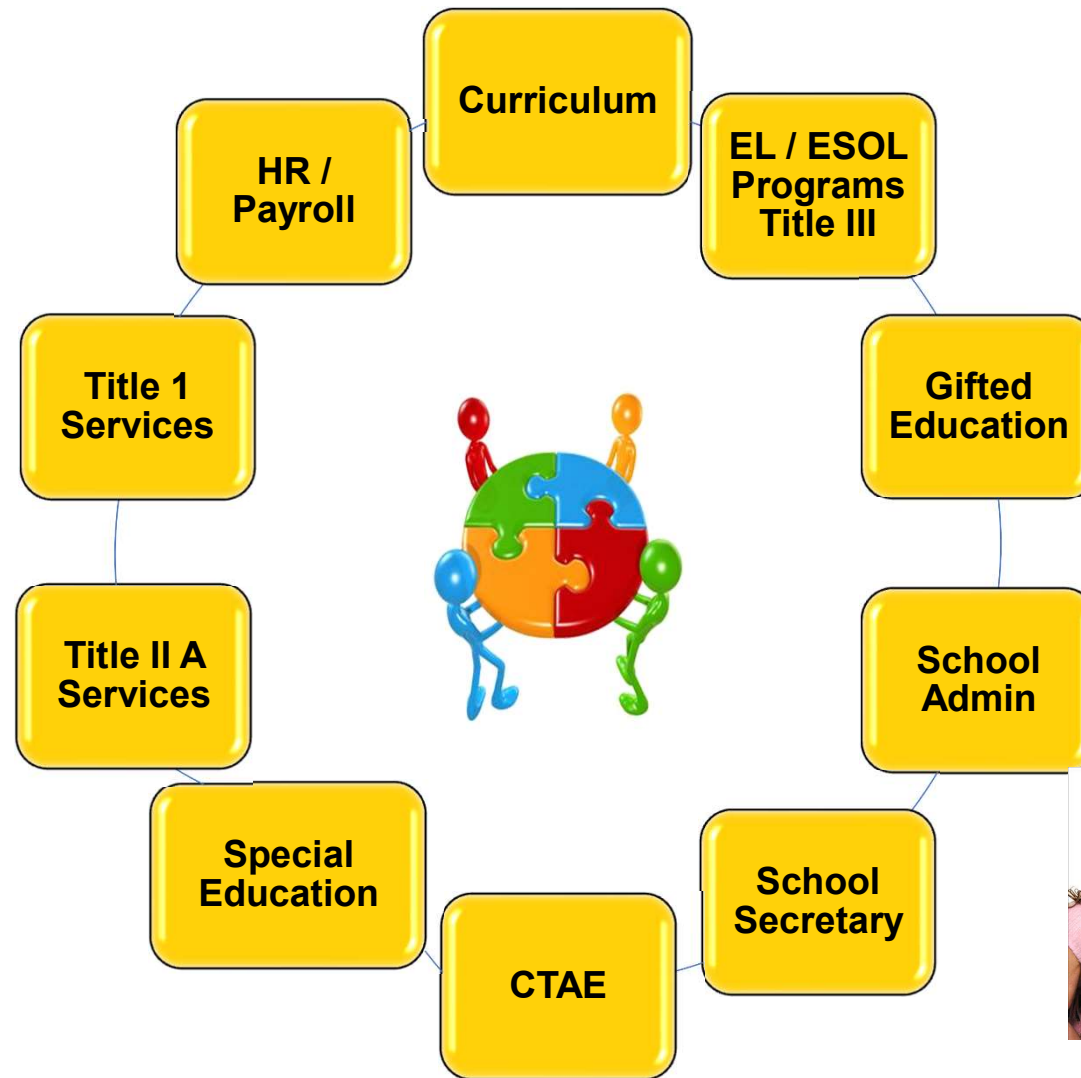 Curriculum
EL / ESOL
Programs
Title III
Gifted
Education
School
Admin
School
Secretary
CTAE
Special
Education
Title II A
Services
Title 1
Services
HR /
Payroll